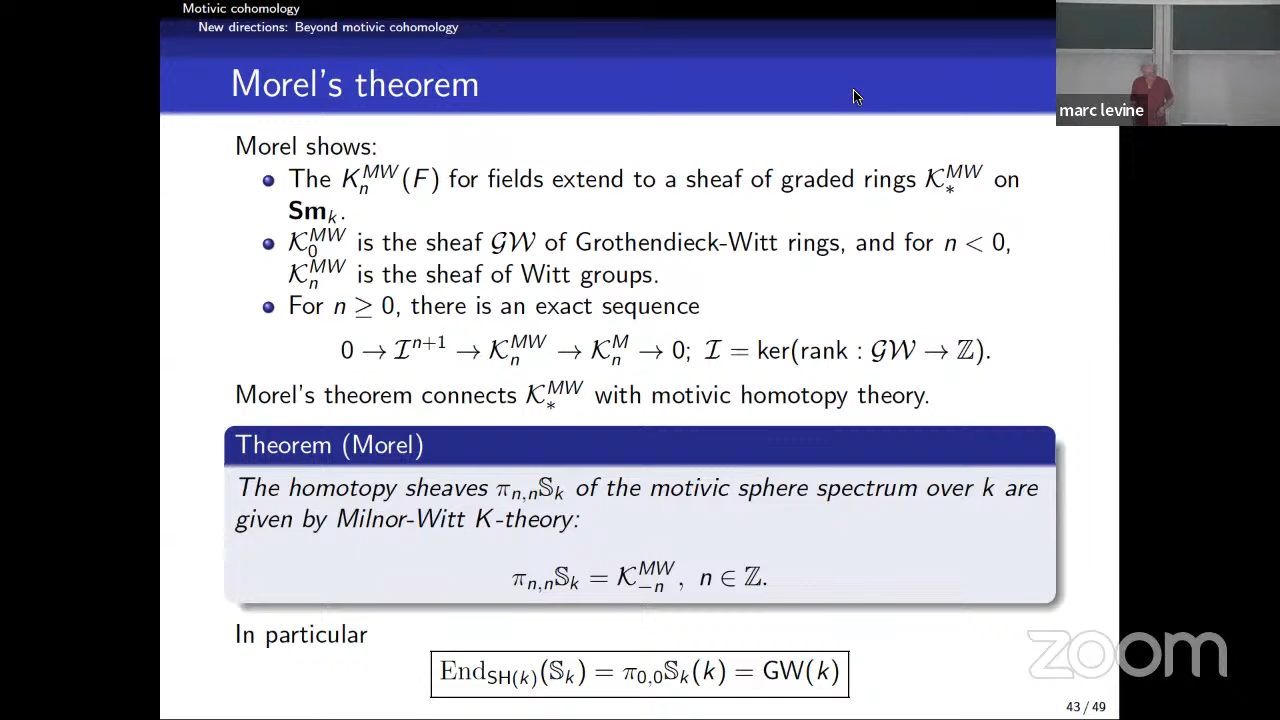 Motivic cohomology
New directions: Beyond motivic cohomology
Morel's theorem
marc levine
Morel shows:
The K_n^{MW}(F) for fields extend to a sheaf of graded rings 𝒦_*^{MW} on
Sm_k.
𝒦_0^{MW} is the sheaf 𝒢𝒲 of Grothendieck-Witt rings, and for n < 0,
𝒦_n^{MW} is the sheaf of Witt groups.
For n ≥ 0, there is an exact sequence
0 → ℐ^{n+1} → 𝒦_n^{MW} → 𝒦_n^M → 0; ℐ = ker(rank : 𝒢𝒲 → ℤ).
Morel's theorem connects 𝒦_*^{MW} with motivic homotopy theory.
Theorem (Morel)
The homotopy sheaves π_{n,n}𝕊_k of the motivic sphere spectrum over k are
given by Milnor-Witt K-theory:
π_{n,n}𝕊_k = 𝒦_{-n}^{MW}, n ∈ ℤ.
In particular
End_{SH(k)}(𝕊_k) = π_{0,0}𝕊_k(k) = GW(k)
zoom
43 / 49